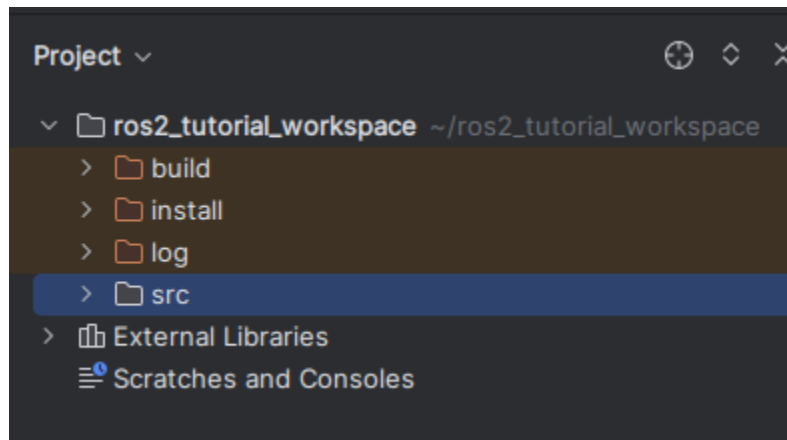 Project
ros2_tutorial_workspace ~/ros2_tutorial_workspace
build
install
log
src
External Libraries
Scratches and Consoles